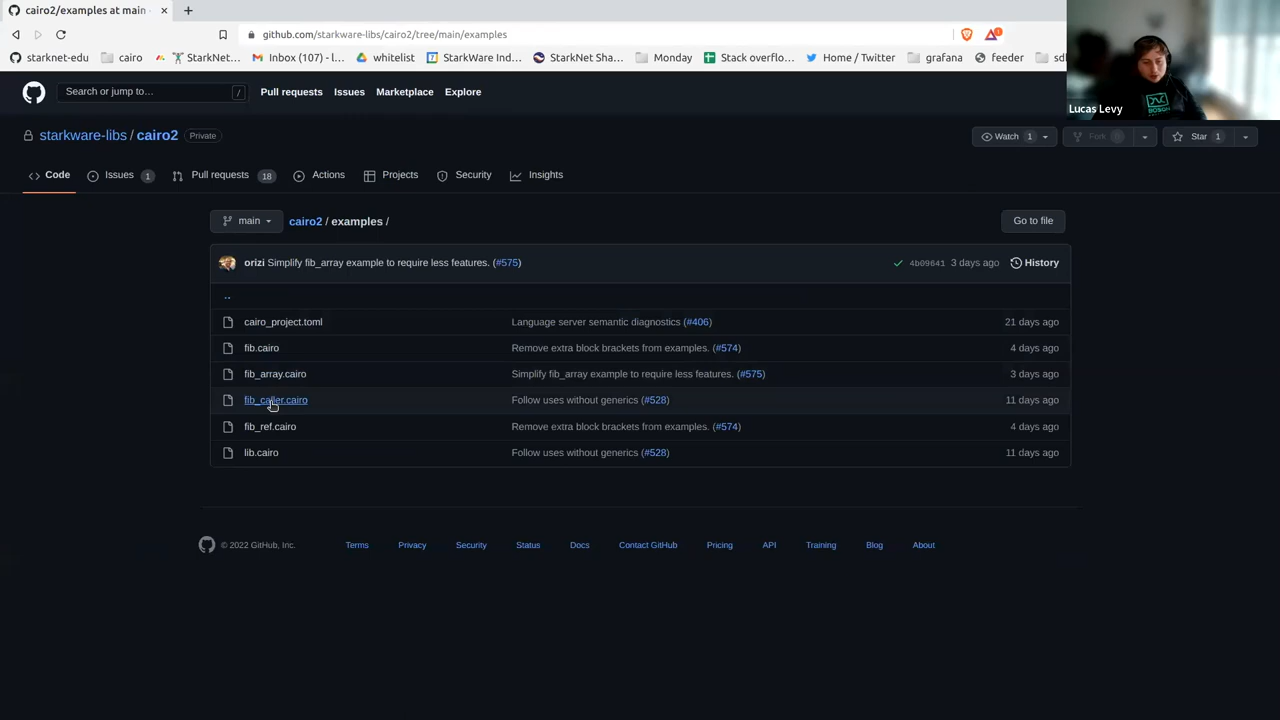 cairo2/examples at main
github.com/starkware-libs/cairo2/tree/main/examples
starknet-edu cairo StarkNet... Inbox (107) - l... whitelist StarkWare Ind... StarkNet Sha... Monday Stack overflo... Home / Twitter grafana feeder sd
Search or jump to... / Pull requests Issues Marketplace Explore
Lucas Levy
starkware-libs / cairo2 Private Watch 1 Fork Star 1
Code Issues 1 Pull requests 18 Actions Projects Security Insights
main cairo2 / examples / Go to file
orizi Simplify fib_array example to require less features. (#575) 4b09641 3 days ago History
..
cairo_project.toml Language server semantic diagnostics (#406) 21 days ago
fib.cairo Remove extra block brackets from examples. (#574) 4 days ago
fib_array.cairo Simplify fib_array example to require less features. (#575) 3 days ago
fib_caller.cairo Follow uses without generics (#528) 11 days ago
fib_ref.cairo Remove extra block brackets from examples. (#574) 4 days ago
lib.cairo Follow uses without generics (#528) 11 days ago
© 2022 GitHub, Inc. Terms Privacy Security Status Docs Contact GitHub Pricing API Training Blog About